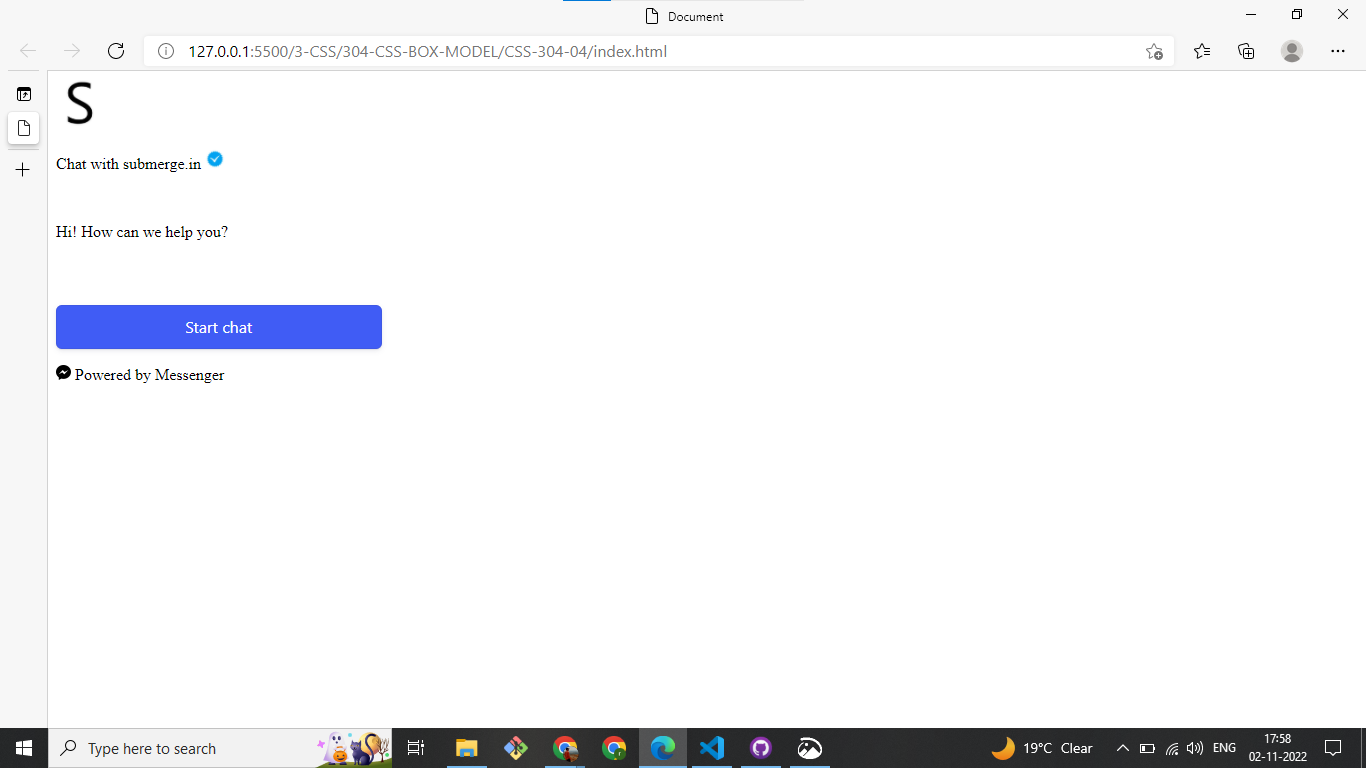 Document
127.0.0.1:5500/3-CSS/304-CSS-BOX-MODEL/CSS-304-04/index.html
S
Chat with submerge.in
Hi! How can we help you?
Start chat
Powered by Messenger
Type here to search
19°C Clear
ENG
17:58
02-11-2022